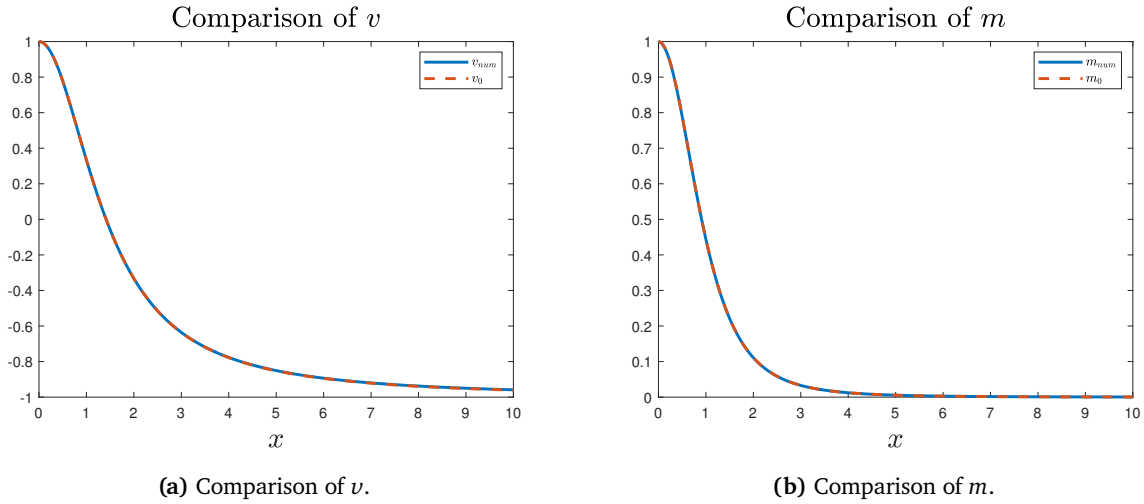 Comparison of v
1
0.8
0.6
0.4
0.2
0
-0.2
-0.4
-0.6
-0.8
-1
v_num
v_0
0 1 2 3 4 5 6 7 8 9 10
x
(a) Comparison of v.
Comparison of m
1
0.9
0.8
0.7
0.6
0.5
0.4
0.3
0.2
0.1
0
m_num
m_0
0 1 2 3 4 5 6 7 8 9 10
x
(b) Comparison of m.